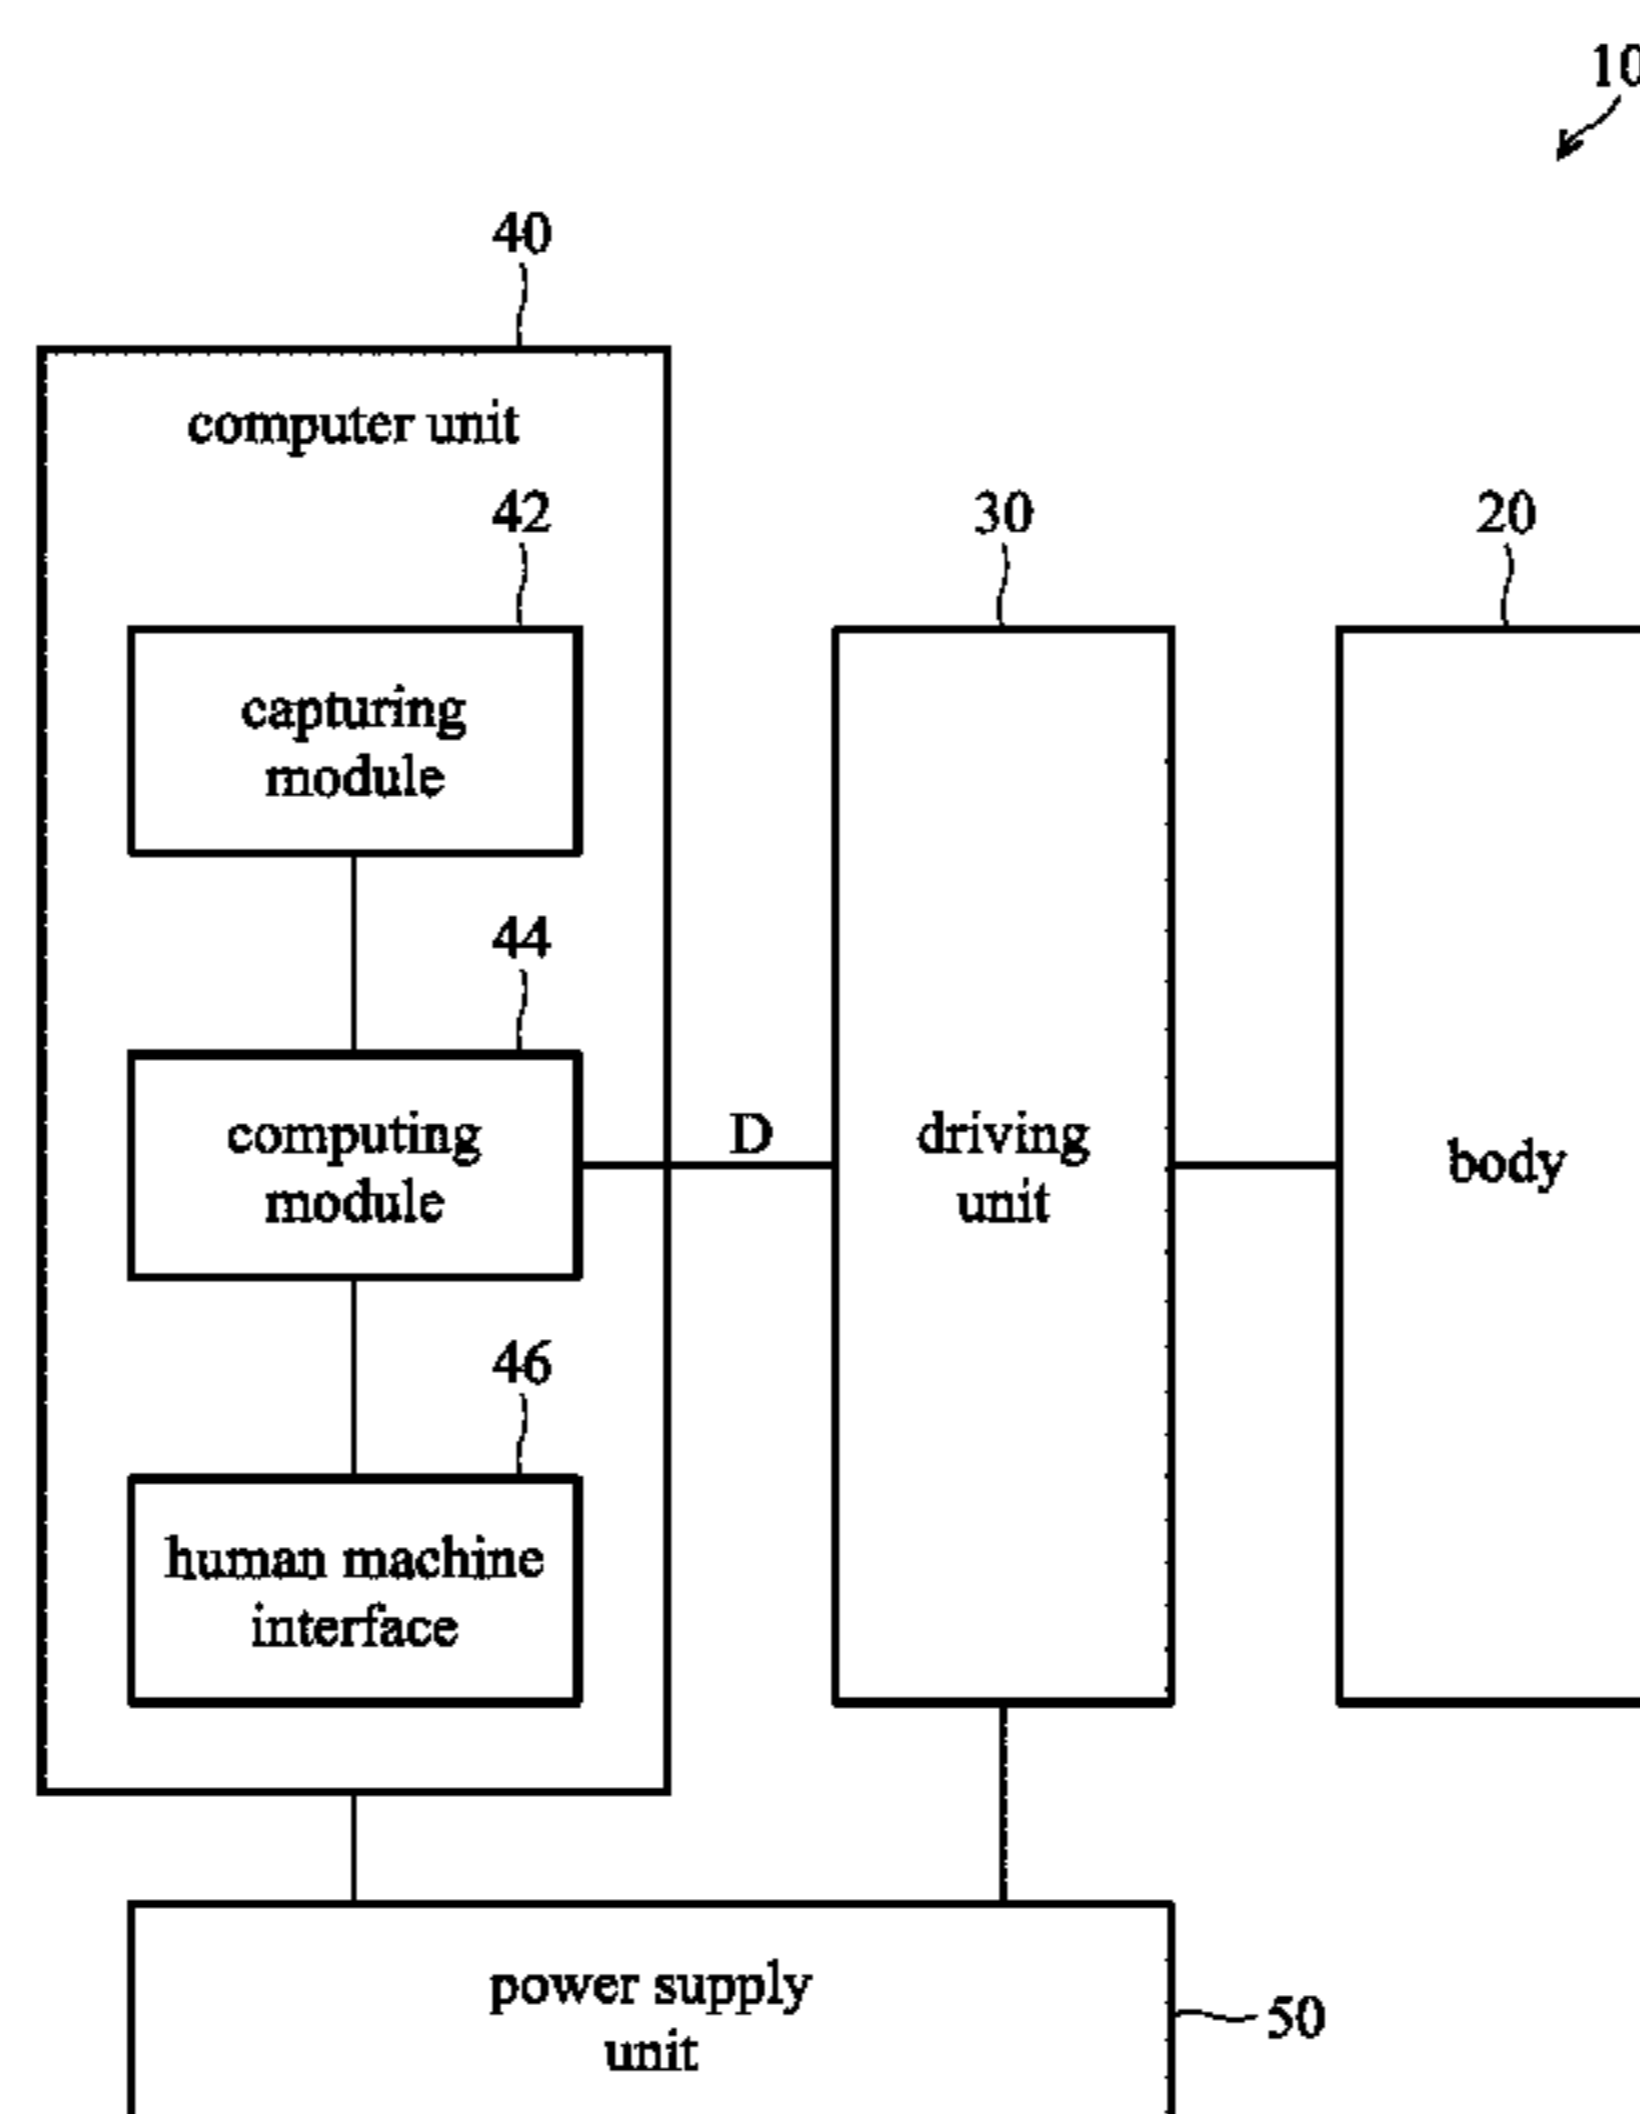 10
40
computer unit
42
30
20
capturing
module
44
computing
module
D
driving
unit
body
46
human machine
interface
power supply
unit
50